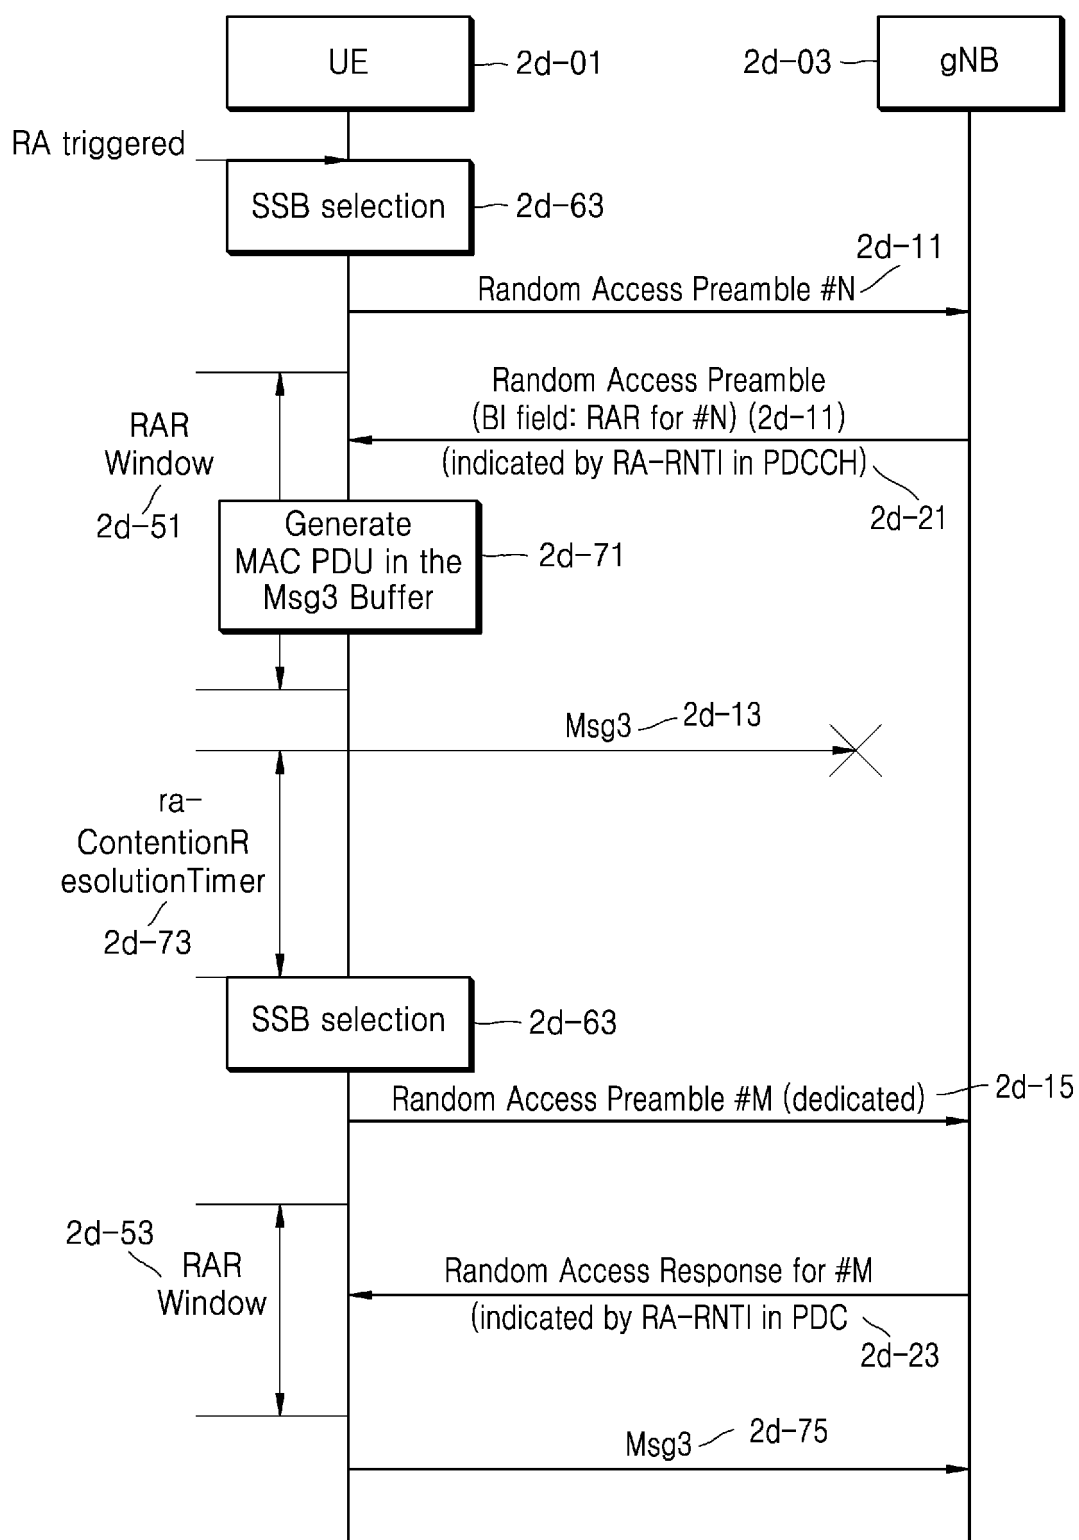 UE
2d-01
2d-03
gNB
RA triggered
SSB selection
2d-63
2d-11
Random Access Preamble #N
Random Access Preamble
(BI field: RAR for #N) (2d-11)
(indicated by RA-RNTI in PDCCH)
2d-21
RAR
Window
2d-51
Generate
MAC PDU in the
Msg3 Buffer
2d-71
Msg3
2d-13
ra-
ContentionR
esolutionTimer
2d-73
SSB selection
2d-63
Random Access Preamble #M (dedicated)
2d-15
2d-53
RAR
Window
Random Access Response for #M
(indicated by RA-RNTI in PDC
2d-23
Msg3
2d-75